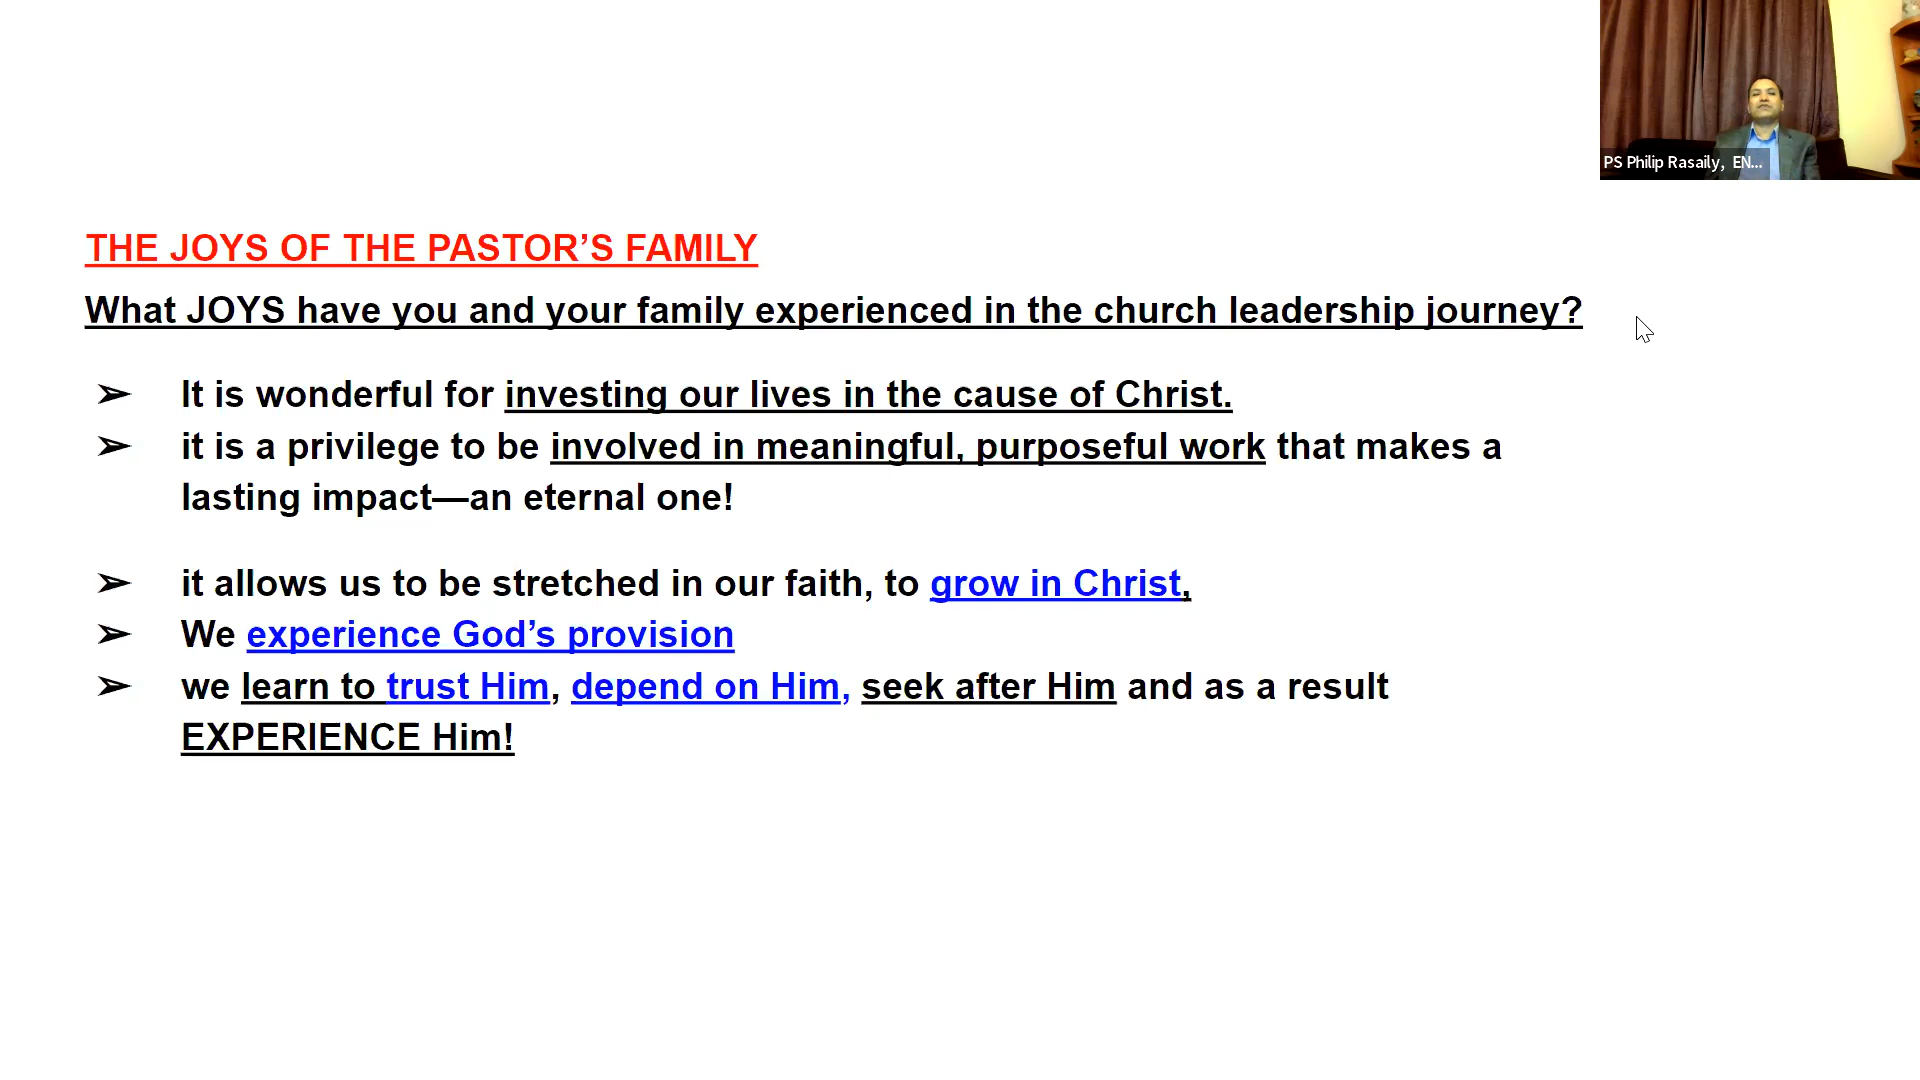 PS Philip Rasaily, EN...
THE JOYS OF THE PASTOR’S FAMILY
What JOYS have you and your family experienced in the church leadership journey?
➢ It is wonderful for investing our lives in the cause of Christ.
➢ it is a privilege to be involved in meaningful, purposeful work that makes a
lasting impact—an eternal one!
➢ it allows us to be stretched in our faith, to grow in Christ,
➢ We experience God’s provision
➢ we learn to trust Him, depend on Him, seek after Him and as a result
EXPERIENCE Him!